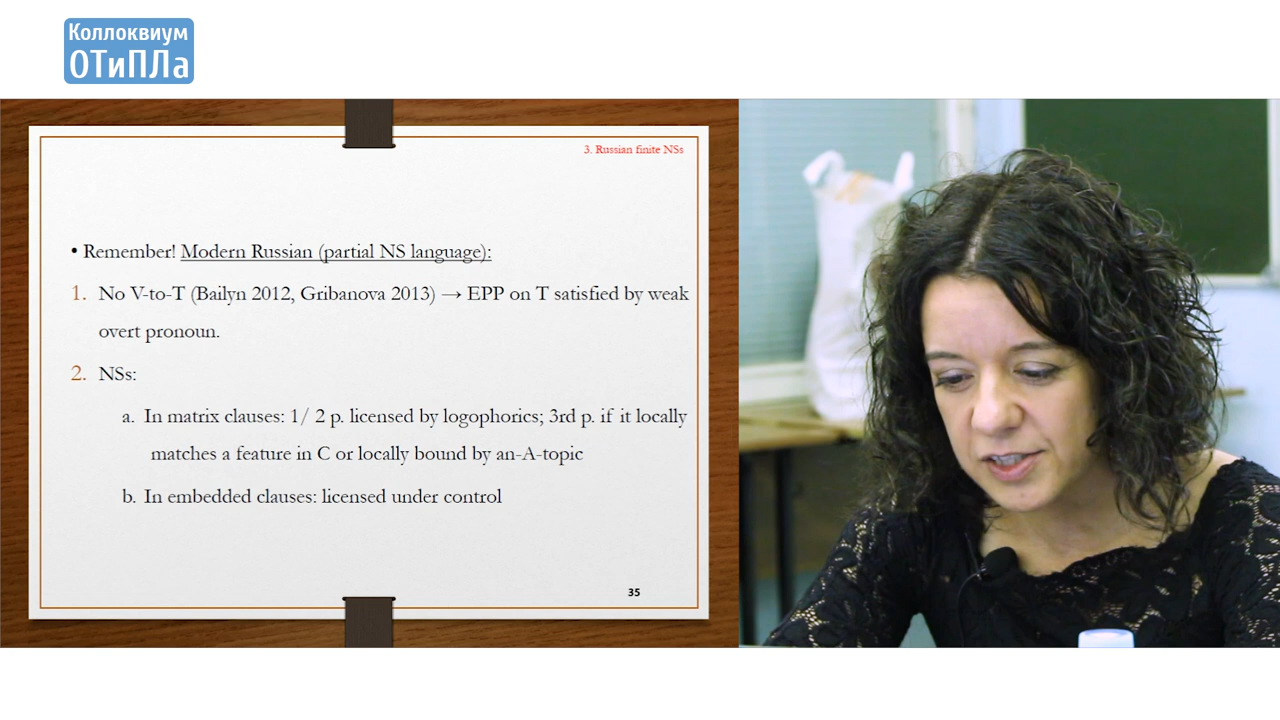 Коллоквиум
ОТиПЛа
3. Russian finite NSs
• Remember! Modern Russian (partial NS language):
1. No V-to-T (Bailyn 2012, Gribanova 2013) → EPP on T satisfied by weak
overt pronoun.
2. NSs:
a. In matrix clauses: 1/ 2 p. licensed by logophorics; 3rd p. if it locally
matches a feature in C or locally bound by an-A-topic
b. In embedded clauses: licensed under control
35